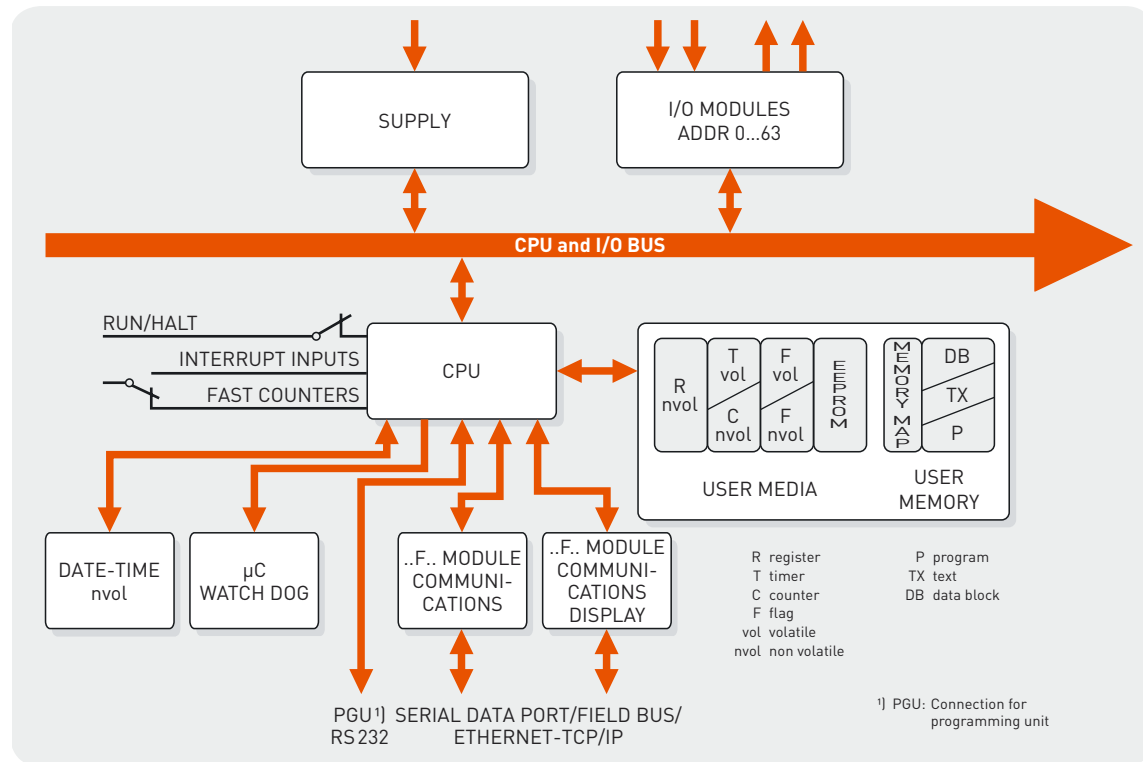 SUPPLY
I/O MODULES
ADDR 0...63
CPU and I/O BUS
RUN/HALT
INTERRUPT INPUTS
FAST COUNTERS
CPU
R
nvol
T
vol
C
nvol
F
vol
F
nvol
EEPROM
MEMORY MAP
DB
TX
P
USER MEDIA
USER
MEMORY
DATE-TIME
nvol
µC
WATCH DOG
..F.. MODULE
COMMUNI-
CATIONS
..F.. MODULE
COMMUNI-
CATIONS
DISPLAY
R register
T timer
C counter
F flag
vol volatile
nvol non volatile
P program
TX text
DB data block
PGU¹)
RS 232
SERIAL DATA PORT/FIELD BUS/
ETHERNET-TCP/IP
¹) PGU: Connection for
programming unit